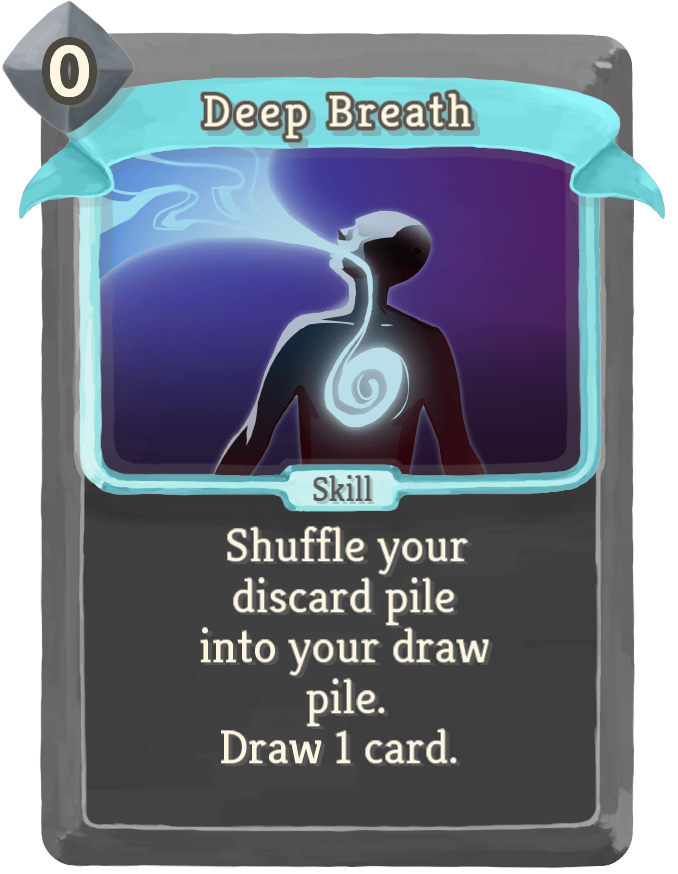 0
Deep Breath
Skill
Shuffle your
discard pile
into your draw
pile.
Draw 1 card.